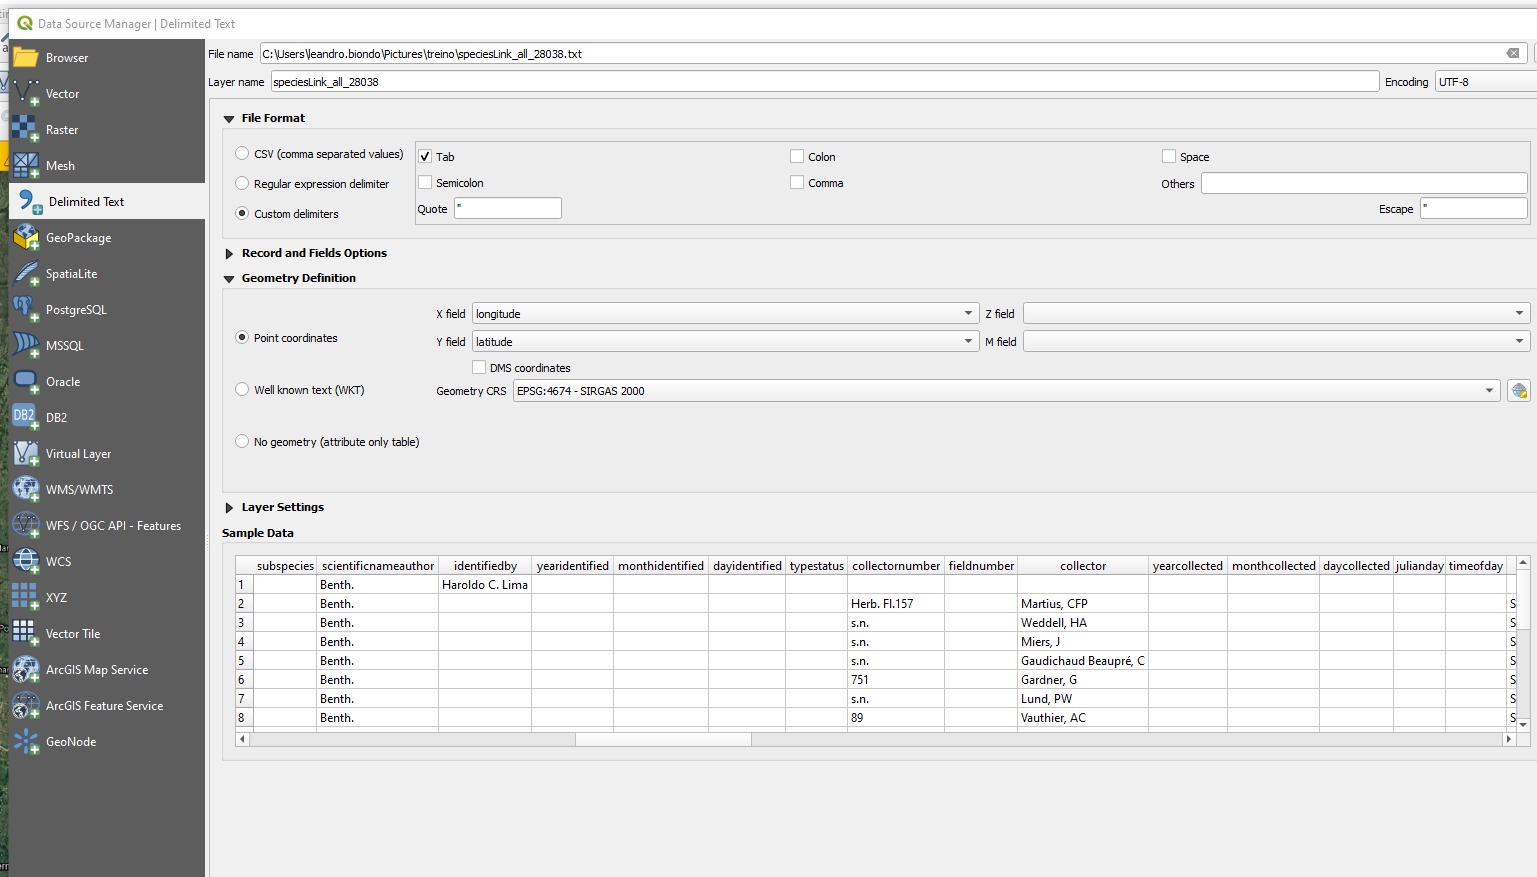 Data Source Manager | Delimited Text
Browser
Vector
Raster
Mesh
Delimited Text
GeoPackage
SpatiaLite
PostgreSQL
MSSQL
Oracle
DB2
DB2
Virtual Layer
WMS/WMTS
WFS / OGC API - Features
WCS
XYZ
Vector Tile
ArcGIS Map Service
ArcGIS Feature Service
GeoNode
File name C:\Users\leandro.biondo\Pictures\treino\speciesLink_all_28038.txt
Layer name speciesLink_all_28038 Encoding UTF-8
File Format
CSV (comma separated values) Tab Colon Space
Regular expression delimiter Semicolon Comma Others
Custom delimiters Quote " Escape "
Record and Fields Options
Geometry Definition
Point coordinates X field longitude Z field
Y field latitude M field
DMS coordinates
Well known text (WKT) Geometry CRS EPSG:4674 - SIRGAS 2000
No geometry (attribute only table)
Layer Settings
Sample Data
subspecies scientificnameauthor identifiedby yearidentified monthidentified dayidentified typestatus collectornumber fieldnumber collector yearcollected monthcollected daycollected julianday timeofday
1 Benth. Haroldo C. Lima
2 Benth. Herb. Fl.157 Martius, CFP S
3 Benth. s.n. Weddell, HA S
4 Benth. s.n. Miers, J S
5 Benth. s.n. Gaudichaud Beaupré, C S
6 Benth. 751 Gardner, G S
7 Benth. s.n. Lund, PW S
8 Benth. 89 Vauthier, AC S